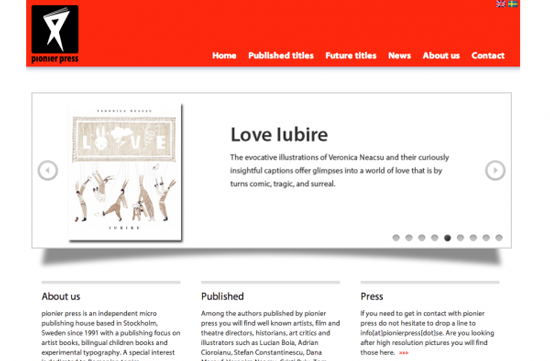 pionier press
Home Published titles Future titles News About us Contact
VERONICA NEACSU
LOVE
IUBIRE
Love Iubire
The evocative illustrations of Veronica Neacsu and their curiously
insightful captions offer glimpses into a world of love that is by
turns comic, tragic, and surreal.
About us
pionier press is an independent micro
publishing house based in Stockholm,
Sweden since 1991 with a publishing focus on
artist books, bilingual children books and
experimental typography. A special interest
Published
Among the authors published by pionier
press you will find well known artists, film and
theatre directors, historians, art critics and
illustrators such as Lucian Boia, Adrian
Cioroianu, Stefan Constantinescu, Dana
Press
If you need to get in contact with pionier
press do not hesitate to drop a line to
info[at]pionierpress[dot]se. Are you looking
after high resolution pictures you will find
those here. »»»